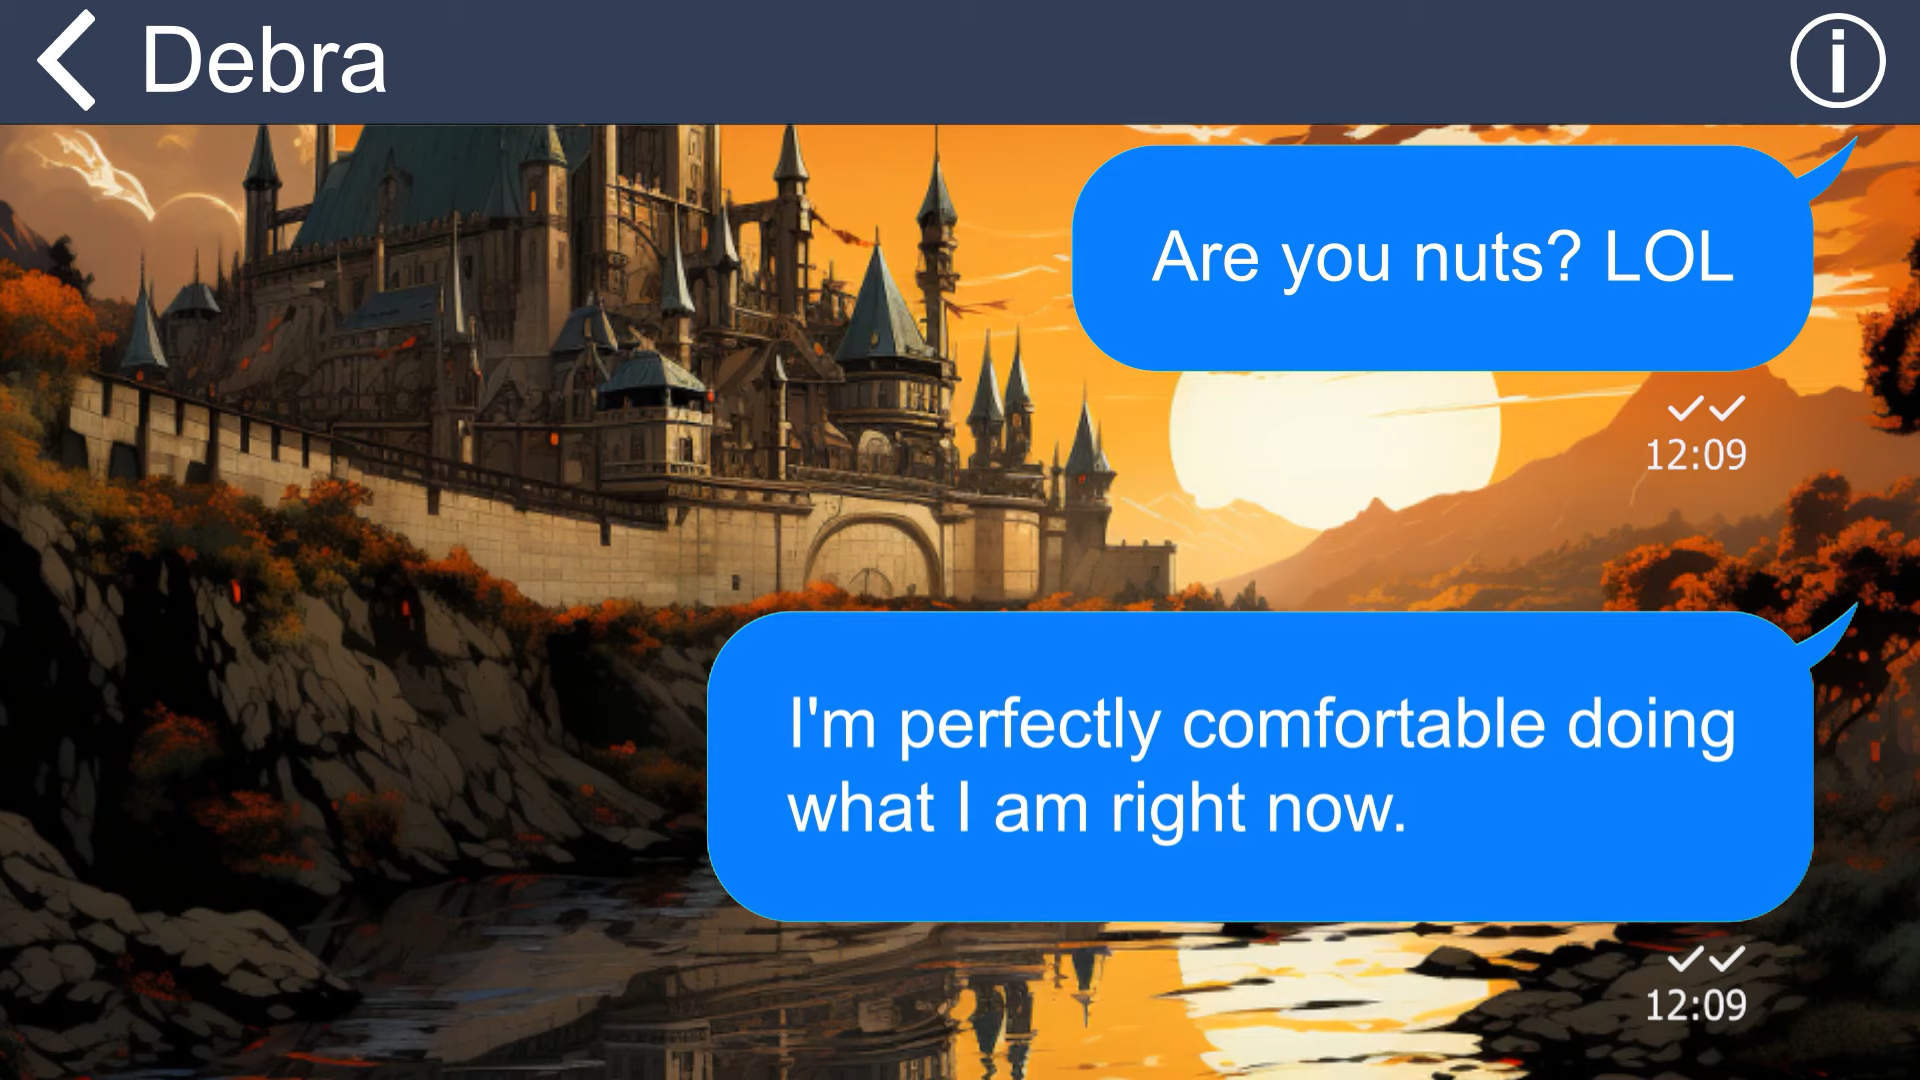 Debra
Are you nuts? LOL
12:09
I'm perfectly comfortable doing
what I am right now.
12:09